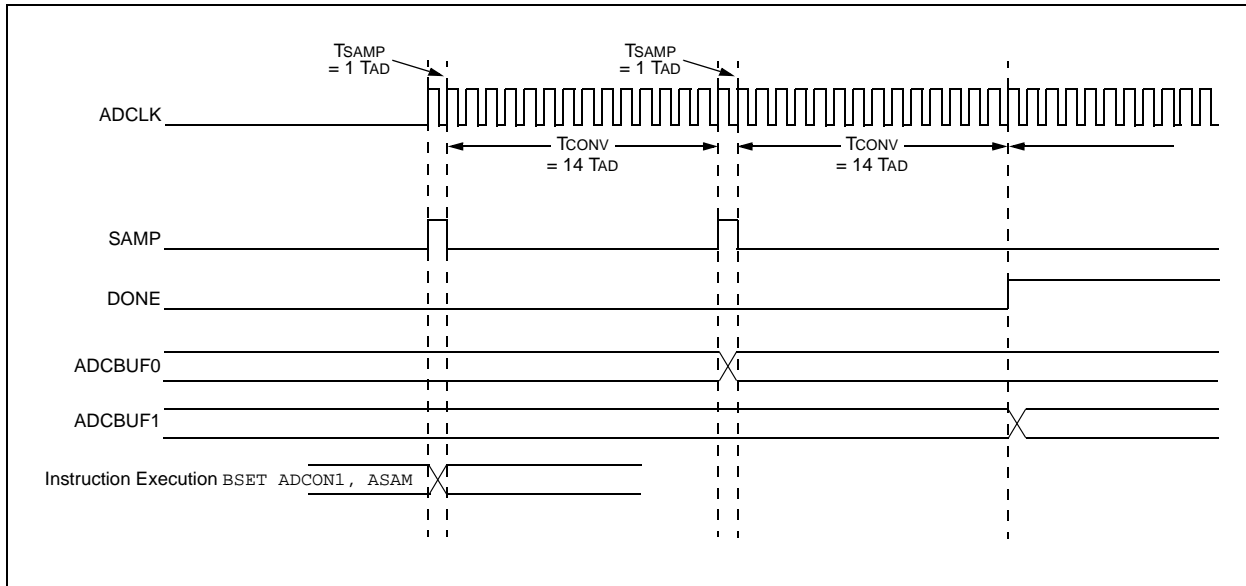 TSAMP
= 1 TAD
TSAMP
= 1 TAD
ADCLK
TCONV
= 14 TAD
TCONV
= 14 TAD
SAMP
DONE
ADCBUF0
ADCBUF1
Instruction Execution BSET ADCON1, ASAM